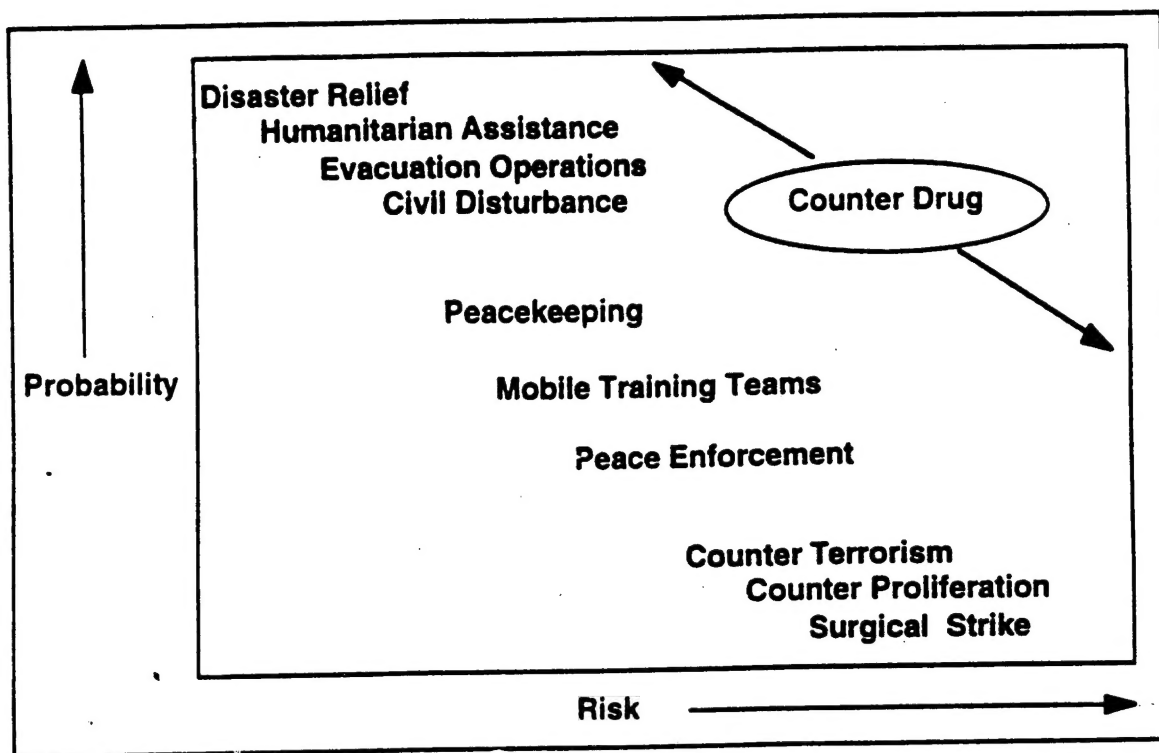 Disaster Relief
Humanitarian Assistance
Evacuation Operations
Civil Disturbance
Counter Drug
Peacekeeping
Probability
Mobile Training Teams
Peace Enforcement
Counter Terrorism
Counter Proliferation
Surgical Strike
Risk